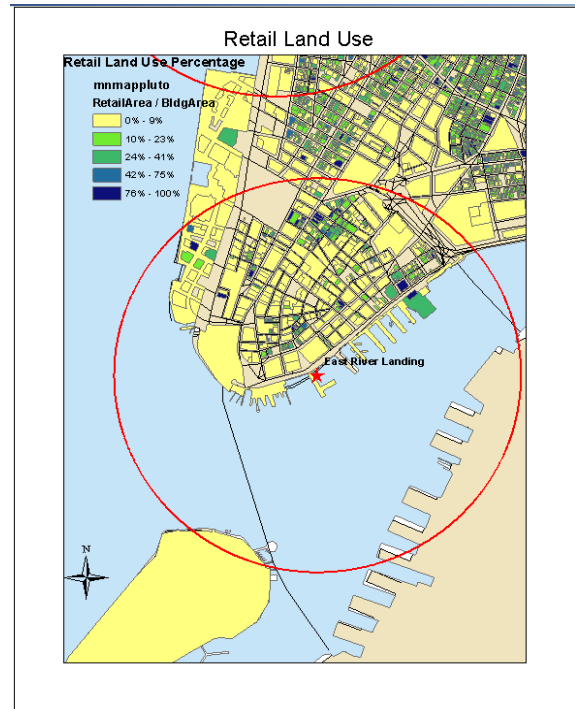 Retail Land Use
Retail Land Use Percentage
mnmappluto
RetailArea / BldgArea
0% - 9%
10% - 23%
24% - 41%
42% - 75%
76% - 100%
East River Landing
N